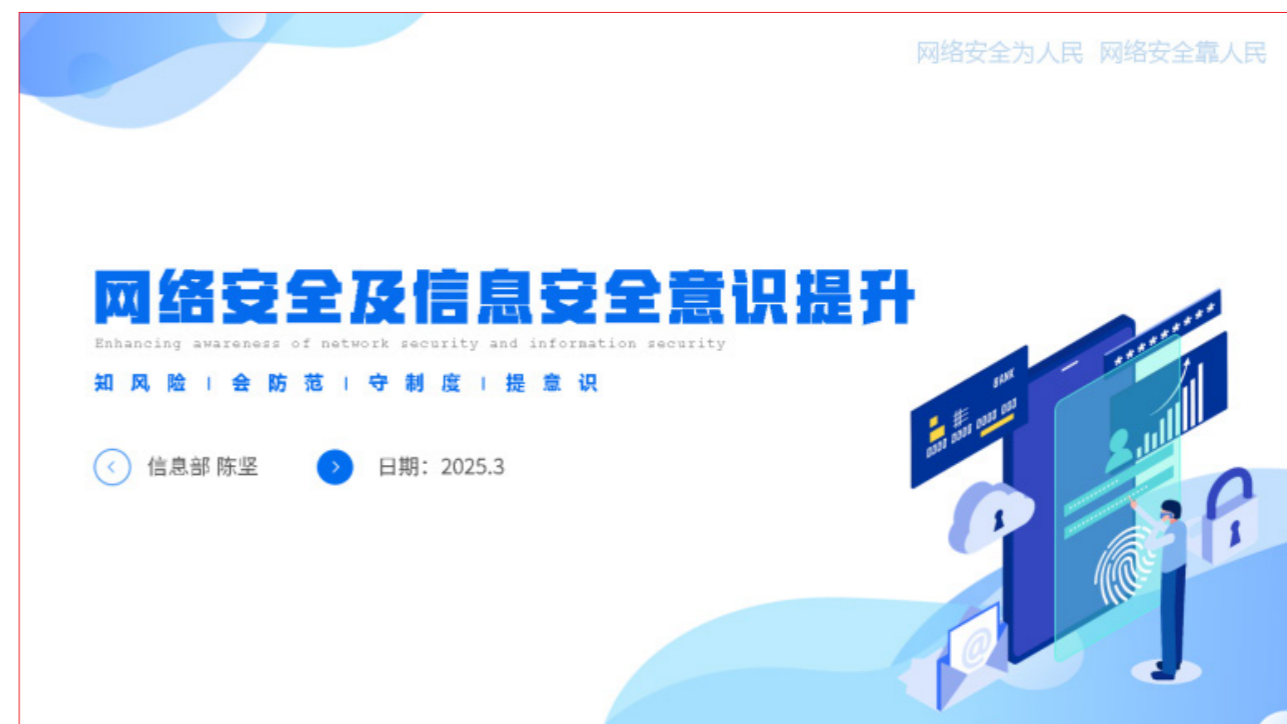 网络安全为人民 网络安全靠人民
网络安全及信息安全意识提升
Enhancing awareness of network security and information security
知风险 | 会防范 | 守制度 | 提意识
信息部 陈坚
日期：2025.3
BANK
*********
@